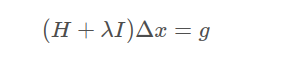 (H + λI)Δx = g